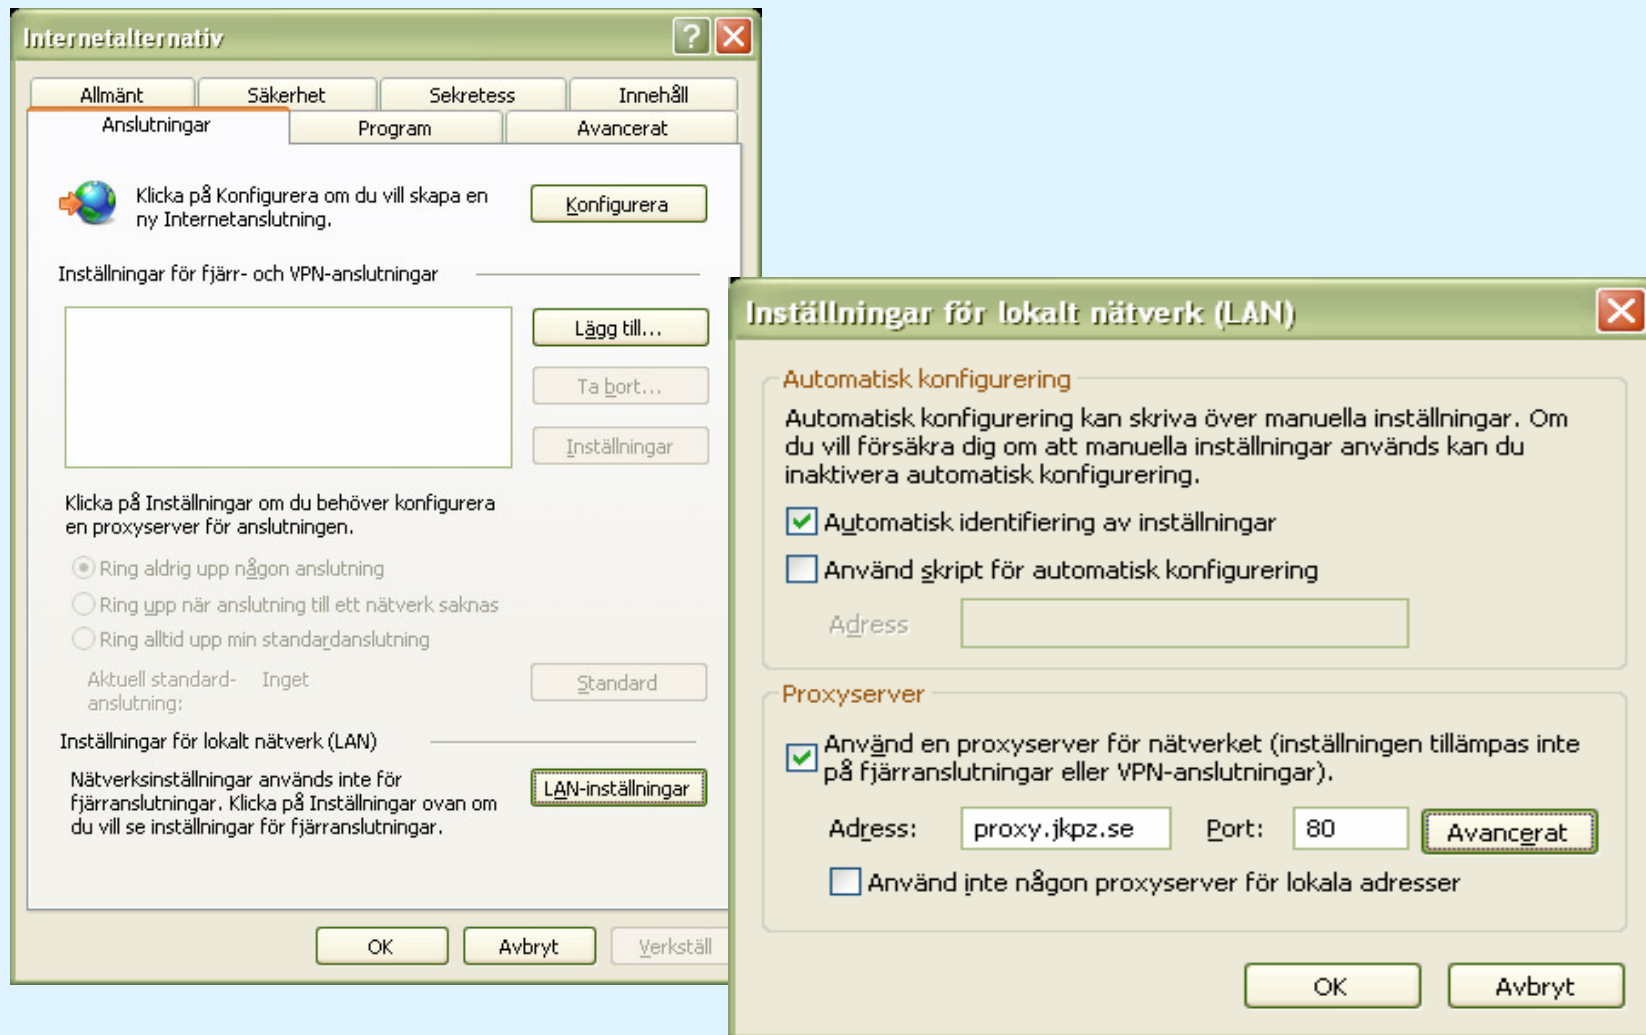 Internetalternativ
Allmänt
Säkerhet
Sekretess
Innehåll
Anslutningar
Program
Avancerat
Klicka på Konfigurera om du vill skapa en
ny Internetanslutning.
Konfigurera
Inställningar för fjärr- och VPN-anslutningar
Lägg till...
Ta bort...
Inställningar
Klicka på Inställningar om du behöver konfigurera
en proxyserver för anslutningen.
Ring aldrig upp någon anslutning
Ring upp när anslutning till ett nätverk saknas
Ring alltid upp min standardanslutning
Aktuell standard-
anslutning:
Inget
Standard
Inställningar för lokalt nätverk (LAN)
Nätverksinställningar används inte för
fjärranslutningar. Klicka på Inställningar ovan om
du vill se inställningar för fjärranslutningar.
LAN-inställningar
OK
Avbryt
Verkställ
Inställningar för lokalt nätverk (LAN)
Automatisk konfigurering
Automatisk konfigurering kan skriva över manuella inställningar. Om
du vill försäkra dig om att manuella inställningar används kan du
inaktivera automatisk konfigurering.
Automatisk identifiering av inställningar
Använd skript för automatisk konfigurering
Adress
Proxyserver
Använd en proxyserver för nätverket (inställningen tillämpas inte
på fjärranslutningar eller VPN-anslutningar).
Adress:
proxy.jkpz.se
Port:
80
Avancerat
Använd inte någon proxyserver för lokala adresser
OK
Avbryt